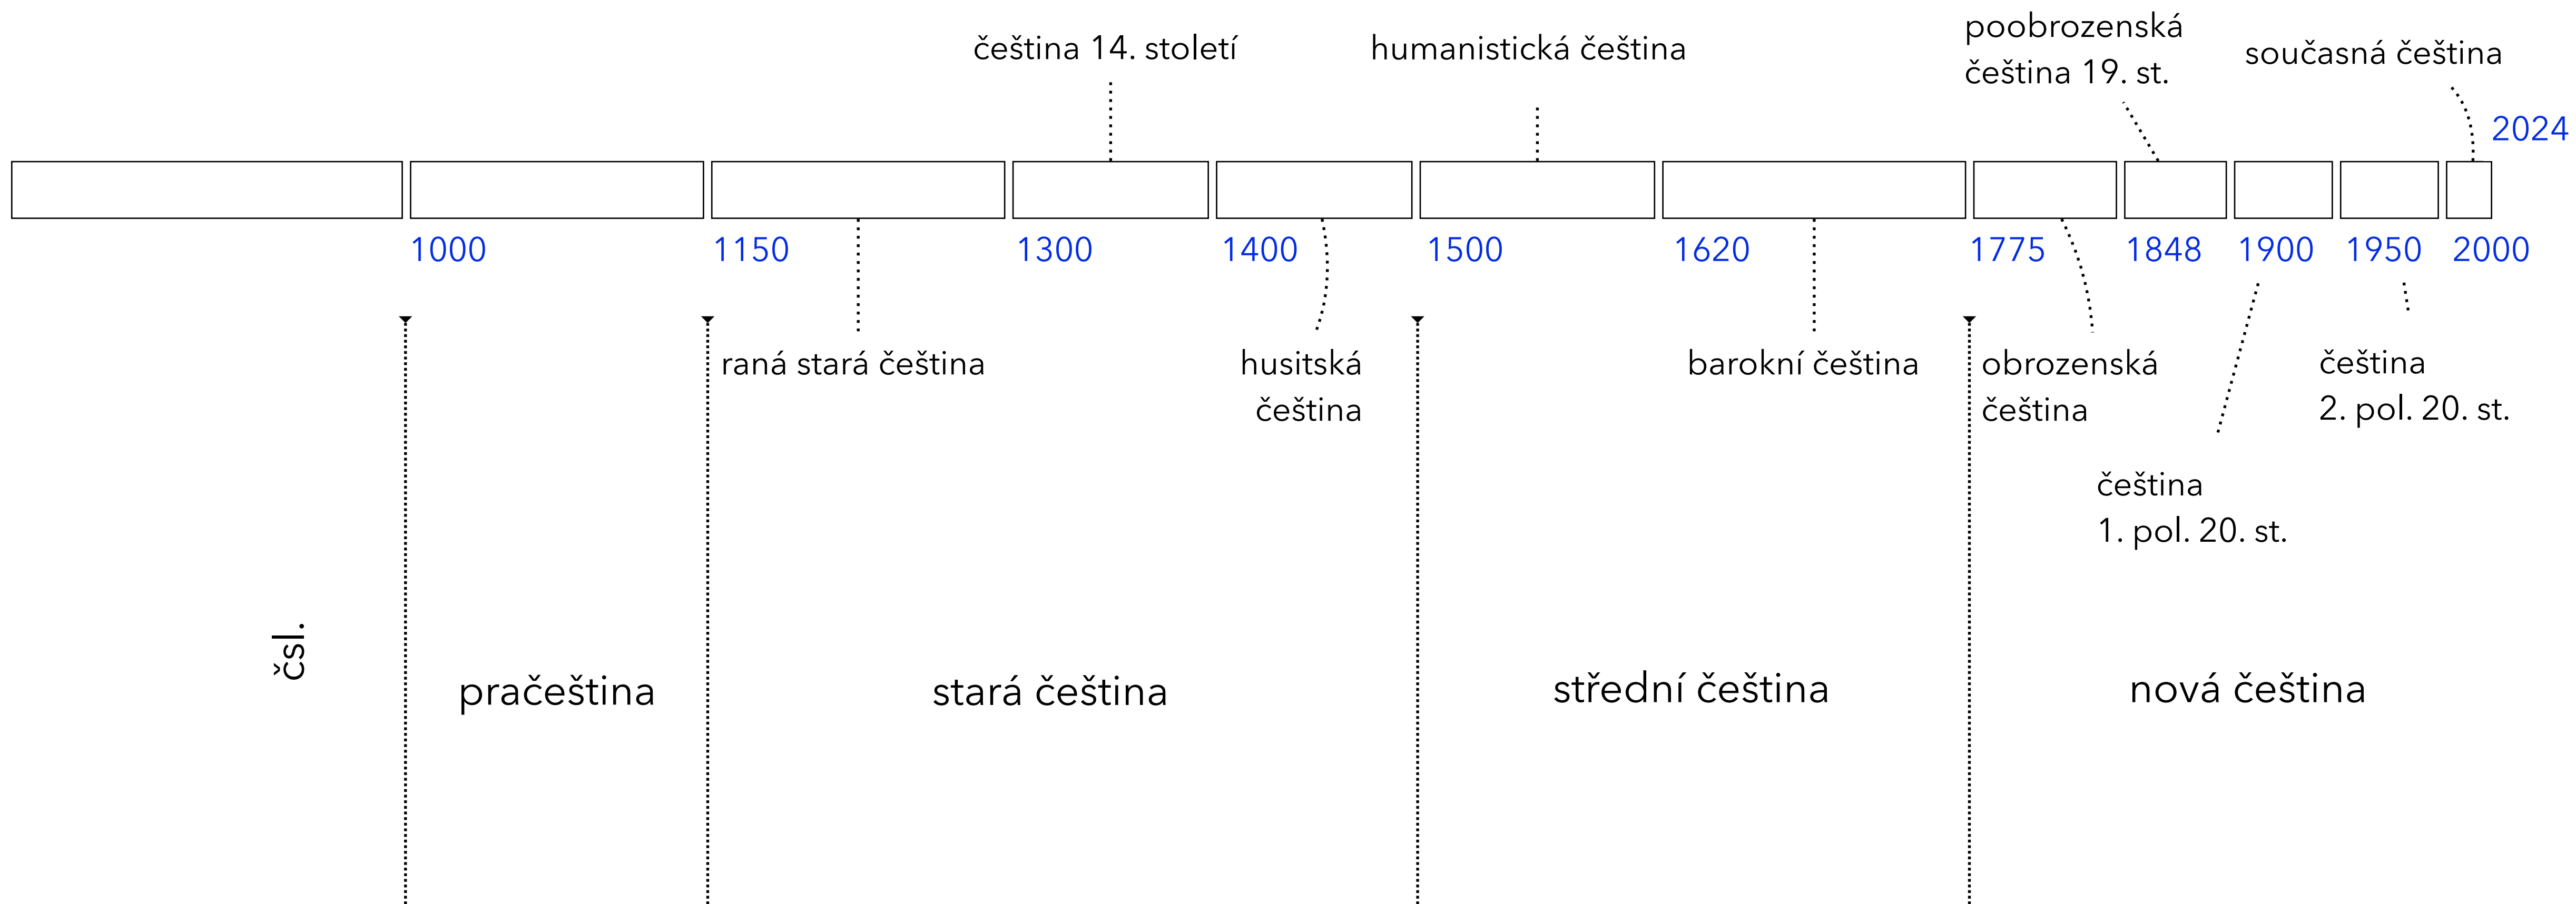 čeština 14. století
humanistická čeština
poobrozenská
čeština 19. st.
současná čeština
2024
1000
1150
1300
1400
1500
1620
1775
1848
1900
1950
2000
raná stará čeština
husitská
čeština
barokní čeština
obrozenská
čeština
čeština
2. pol. 20. st.
čeština
1. pol. 20. st.
čsl.
pračeština
stará čeština
střední čeština
nová čeština